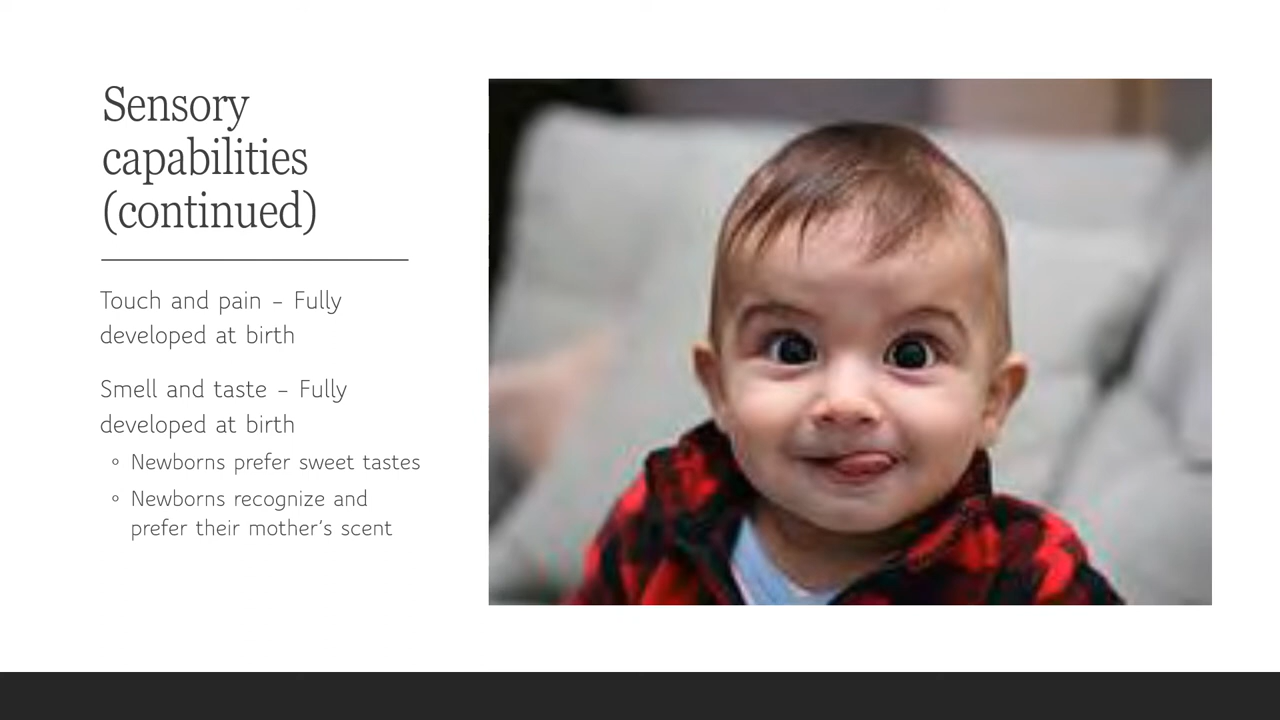 Sensory
capabilities
(continued)
Touch and pain – Fully
developed at birth
Smell and taste – Fully
developed at birth
◦ Newborns prefer sweet tastes
◦ Newborns recognize and
prefer their mother's scent